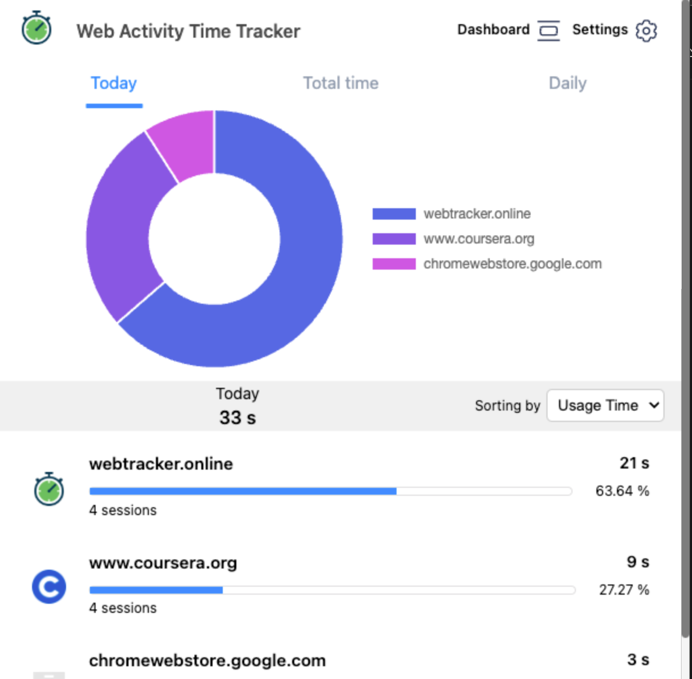 Web Activity Time Tracker
Dashboard Settings
Today Total time Daily
webtracker.online
www.coursera.org
chromewebstore.google.com
Today
33 s
Sorting by Usage Time
webtracker.online 21 s
63.64 %
4 sessions
www.coursera.org 9 s
27.27 %
4 sessions
chromewebstore.google.com 3 s